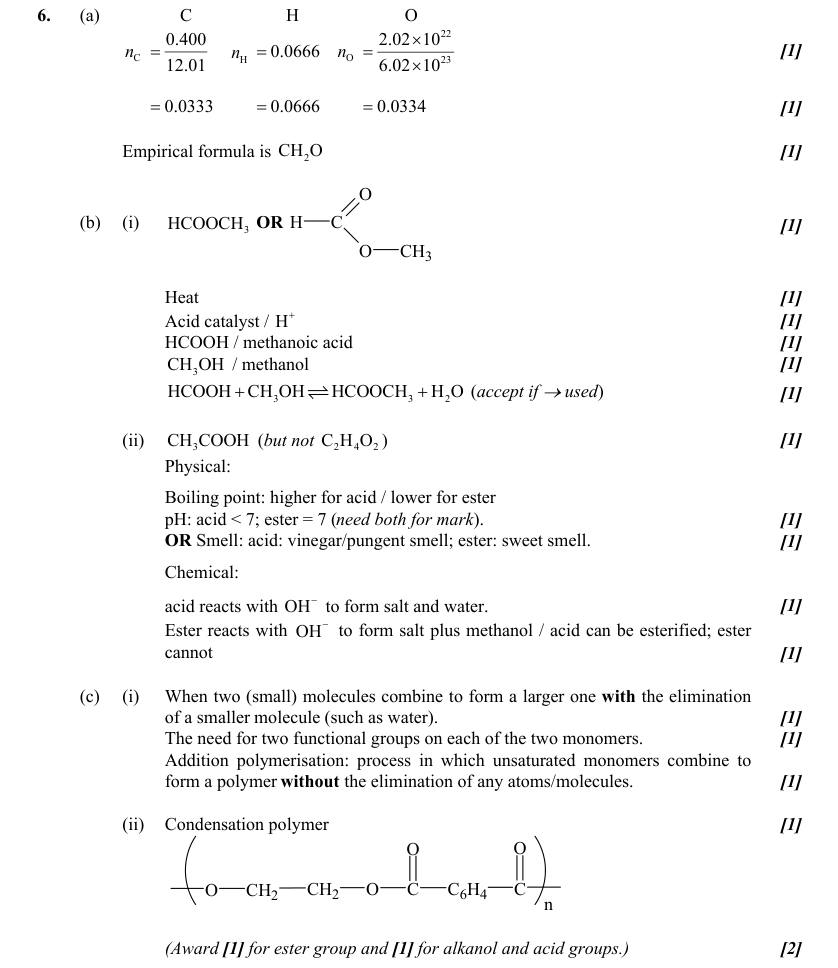 6. (a) C H O
n_C = 0.400/12.01 n_H = 0.0666 n_O = 2.02×10²²/6.02×10²³ [1]
= 0.0333 = 0.0666 = 0.0334 [1]
Empirical formula is CH₂O [1]
O
(b) (i) HCOOCH₃ OR H—C [1]
O—CH₃
Heat [1]
Acid catalyst / H⁺ [1]
HCOOH / methanoic acid [1]
CH₃OH / methanol [1]
HCOOH + CH₃OH ⇌ HCOOCH₃ + H₂O (accept if → used) [1]
(ii) CH₃COOH (but not C₂H₄O₂) [1]
Physical:
Boiling point: higher for acid / lower for ester
pH: acid < 7; ester = 7 (need both for mark). [1]
OR Smell: acid: vinegar/pungent smell; ester: sweet smell. [1]
Chemical:
acid reacts with OH⁻ to form salt and water. [1]
Ester reacts with OH⁻ to form salt plus methanol / acid can be esterified; ester
cannot [1]
(c) (i) When two (small) molecules combine to form a larger one with the elimination
of a smaller molecule (such as water). [1]
The need for two functional groups on each of the two monomers. [1]
Addition polymerisation: process in which unsaturated monomers combine to
form a polymer without the elimination of any atoms/molecules. [1]
(ii) Condensation polymer [1]
O O
O—CH₂—CH₂—O—C—C₆H₄—C
n
(Award [1] for ester group and [1] for alkanol and acid groups.) [2]